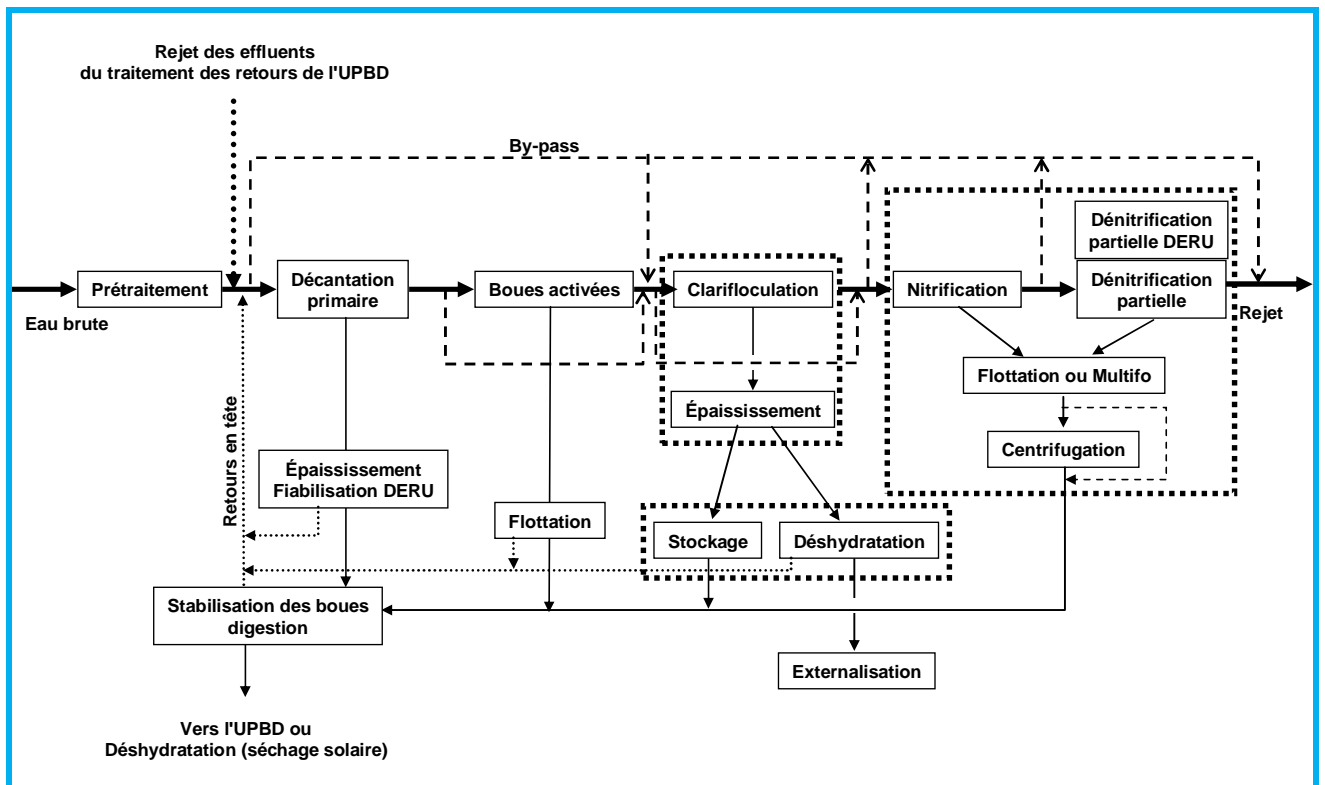 Rejet des effluents
du traitement des retours de l'UPBD
By-pass
Dénitrification
partielle DERU
Prétraitement
Décantation
primaire
Boues activées
Clarifloculation
Nitrification
Dénitrification
partielle
Eau brute
Rejet
Flottation ou Multifo
Épaississement
Centrifugation
Retours en tête
Épaississement
Fiabilisation DERU
Flottation
Stockage
Déshydratation
Stabilisation des boues
digestion
Externalisation
Vers l'UPBD ou
Déshydratation (séchage solaire)